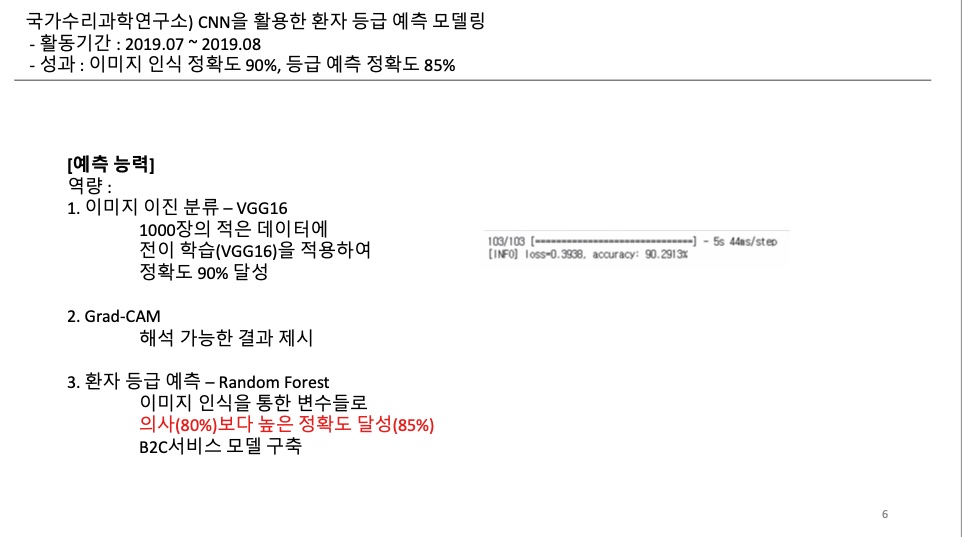 국가수리과학연구소) CNN을 활용한 환자 등급 예측 모델링
- 활동기간 : 2019.07 ~ 2019.08
- 성과 : 이미지 인식 정확도 90%, 등급 예측 정확도 85%
[예측 능력]
역량 :
1. 이미지 이진 분류 – VGG16
1000장의 적은 데이터에
전이 학습(VGG16)을 적용하여
정확도 90% 달성
103/103 [==============================] - 5s 44ms/step
[INFO] loss=0.3938, accuracy: 90.2913%
2. Grad-CAM
해석 가능한 결과 제시
3. 환자 등급 예측 – Random Forest
이미지 인식을 통한 변수들로
의사(80%)보다 높은 정확도 달성(85%)
B2C서비스 모델 구축
6